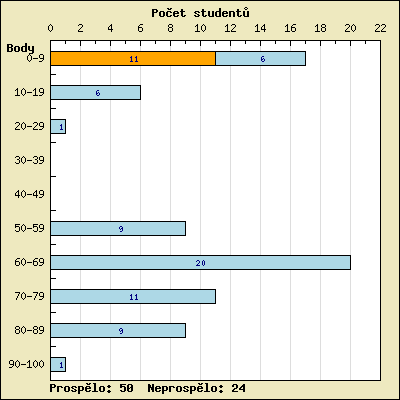 Počet studentů
0 2 4 6 8 10 12 14 16 18 20 22
Body
0-9 11 6
10-19 6
20-29 1
30-39
40-49
50-59 9
60-69 20
70-79 11
80-89 9
90-100 1
Prospělo: 50 Neprospělo: 24